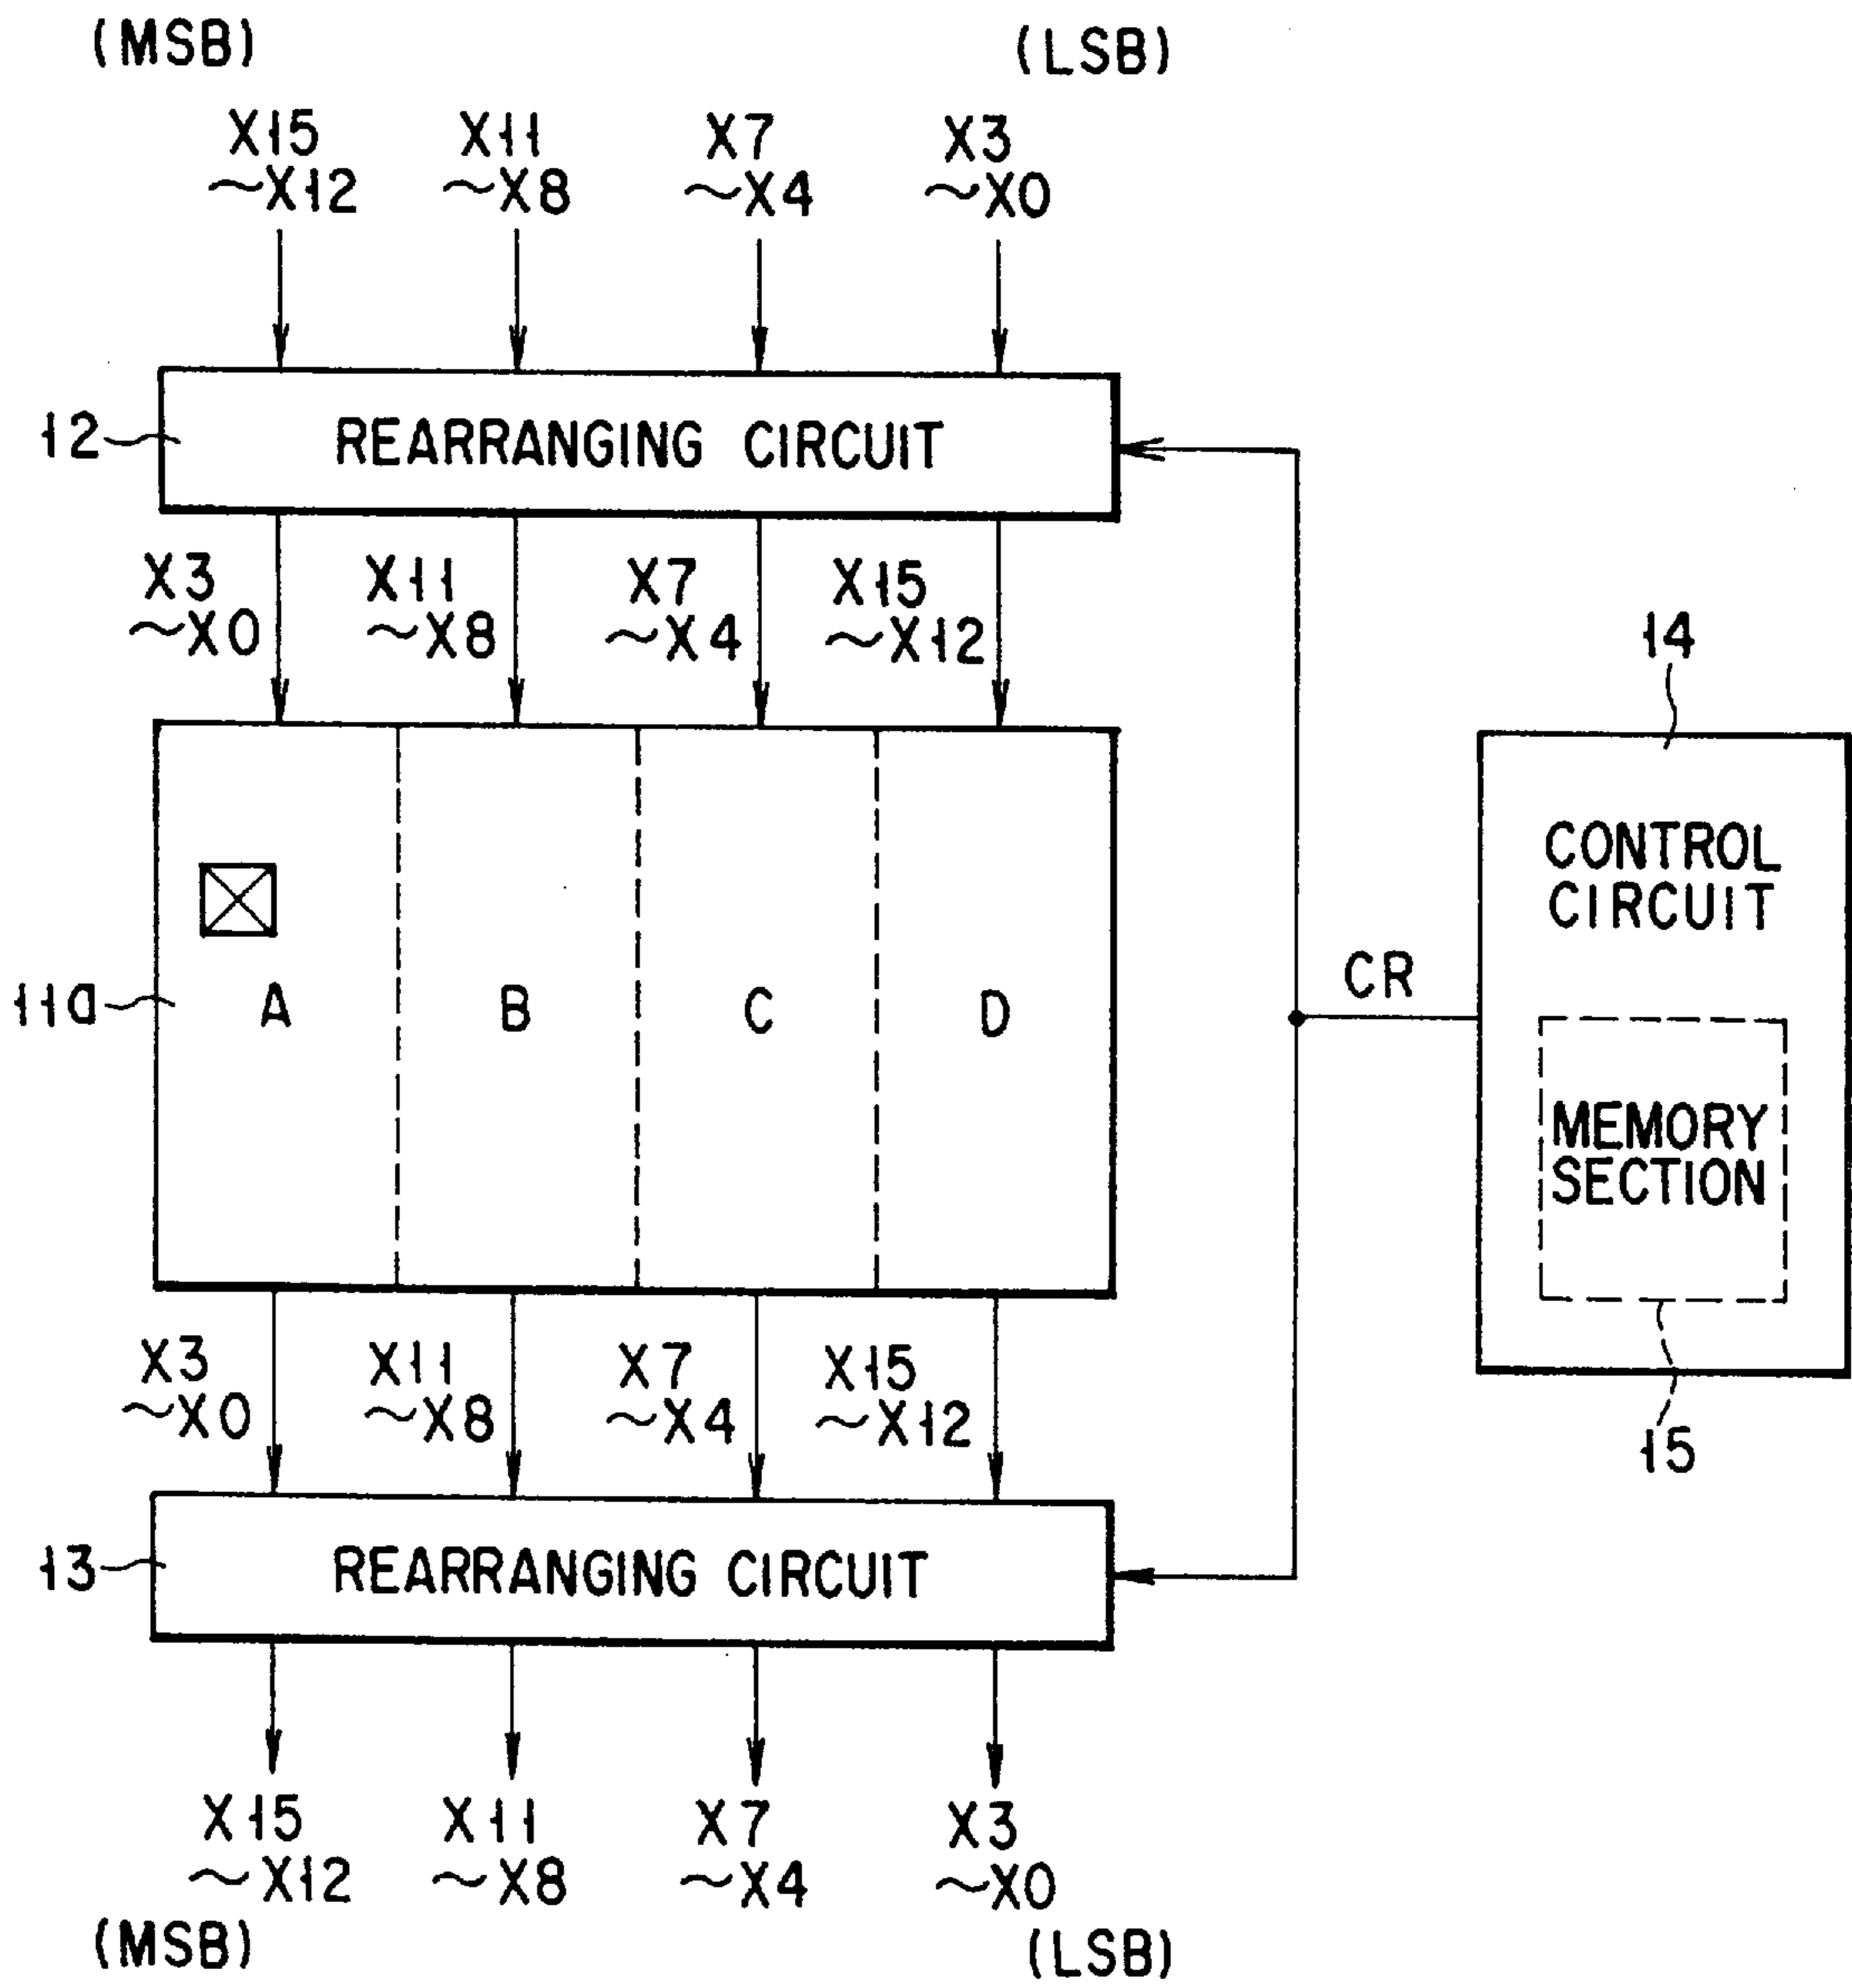 (MSB) (LSB)
X15 X11 X7 X3
~X12 ~X8 ~X4 ~X0
12 REARRANGING CIRCUIT
X3 X11 X7 X15
~X0 ~X8 ~X4 ~X12
14
CONTROL
CIRCUIT
11a A B C D
CR
MEMORY
SECTION
X3 X11 X7 X15
~X0 ~X8 ~X4 ~X12
15
13 REARRANGING CIRCUIT
X15 X11 X7 X3
~X12 ~X8 ~X4 ~X0
(MSB) (LSB)